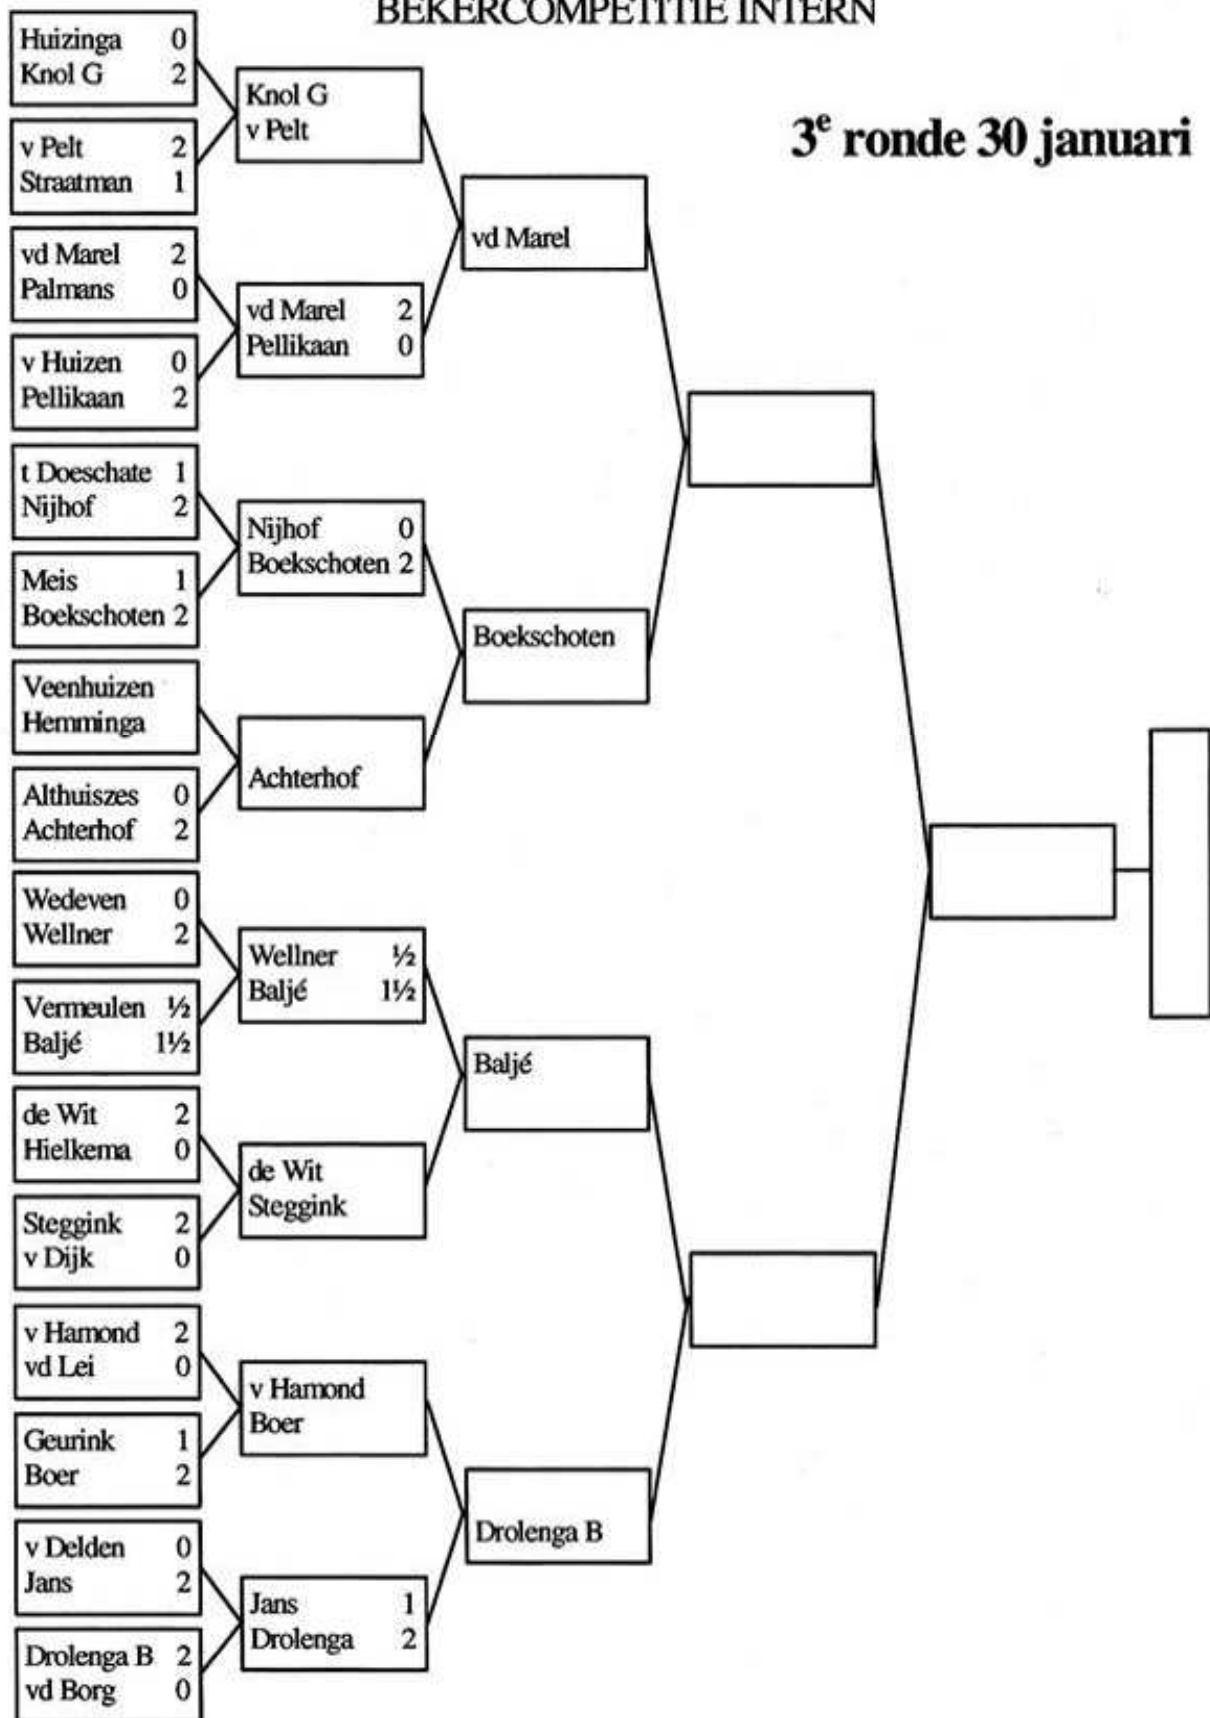 BEKERCOMPETITIE INTERN
3e ronde 30 januari
Huizinga 0
Knol G 2
v Pelt 2
Straatman 1
vd Marel 2
Palmans 0
v Huizen 0
Pellikaan 2
t Doeschate 1
Nijhof 2
Meis 1
Boekschoten 2
Veenhuizen
Hemminga
Althuiszes 0
Achterhof 2
Wedeven 0
Wellner 2
Vermeulen ½
Baljé 1½
de Wit 2
Hielkema 0
Steggink 2
v Dijk 0
v Hamond 2
vd Lei 0
Geurink 1
Boer 2
v Delden 0
Jans 2
Drolenga B 2
vd Borg 0
Knol G
v Pelt
vd Marel 2
Pellikaan 0
Nijhof 0
Boekschoten 2
Achterhof
Wellner ½
Baljé 1½
de Wit
Steggink
v Hamond
Boer
Jans 1
Drolenga 2
vd Marel
Boekschoten
Baljé
Drolenga B